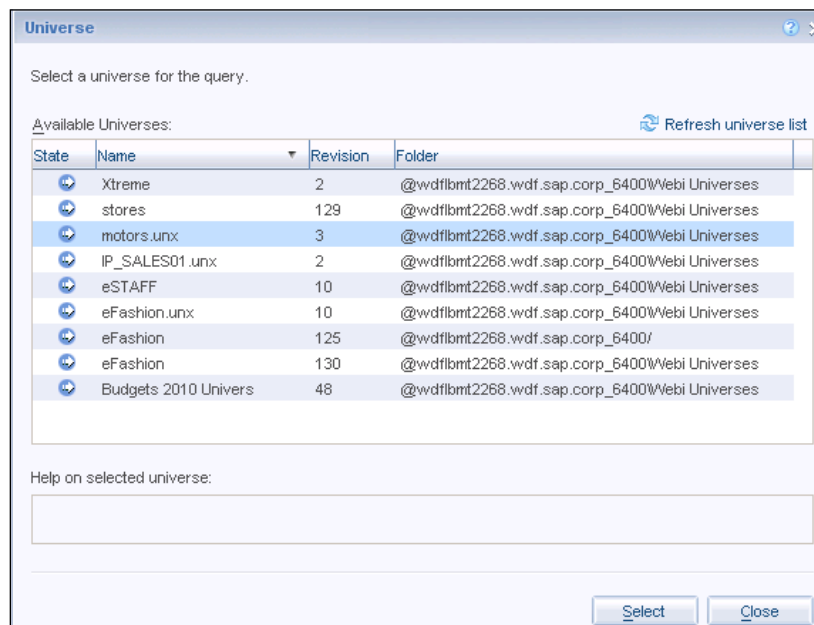 Universe
Select a universe for the query.
Available Universes: Refresh universe list
State Name Revision Folder
Xtreme 2 @wdflbmt2268.wdf.sap.corp_6400\Webi Universes
stores 129 @wdflbmt2268.wdf.sap.corp_6400\Webi Universes
motors.unx 3 @wdflbmt2268.wdf.sap.corp_6400\Webi Universes
IP_SALES01.unx 2 @wdflbmt2268.wdf.sap.corp_6400\Webi Universes
eSTAFF 10 @wdflbmt2268.wdf.sap.corp_6400\Webi Universes
eFashion.unx 10 @wdflbmt2268.wdf.sap.corp_6400\Webi Universes
eFashion 125 @wdflbmt2268.wdf.sap.corp_6400/
eFashion 130 @wdflbmt2268.wdf.sap.corp_6400\Webi Universes
Budgets 2010 Univers 48 @wdflbmt2268.wdf.sap.corp_6400\Webi Universes
Help on selected universe:
Select Close